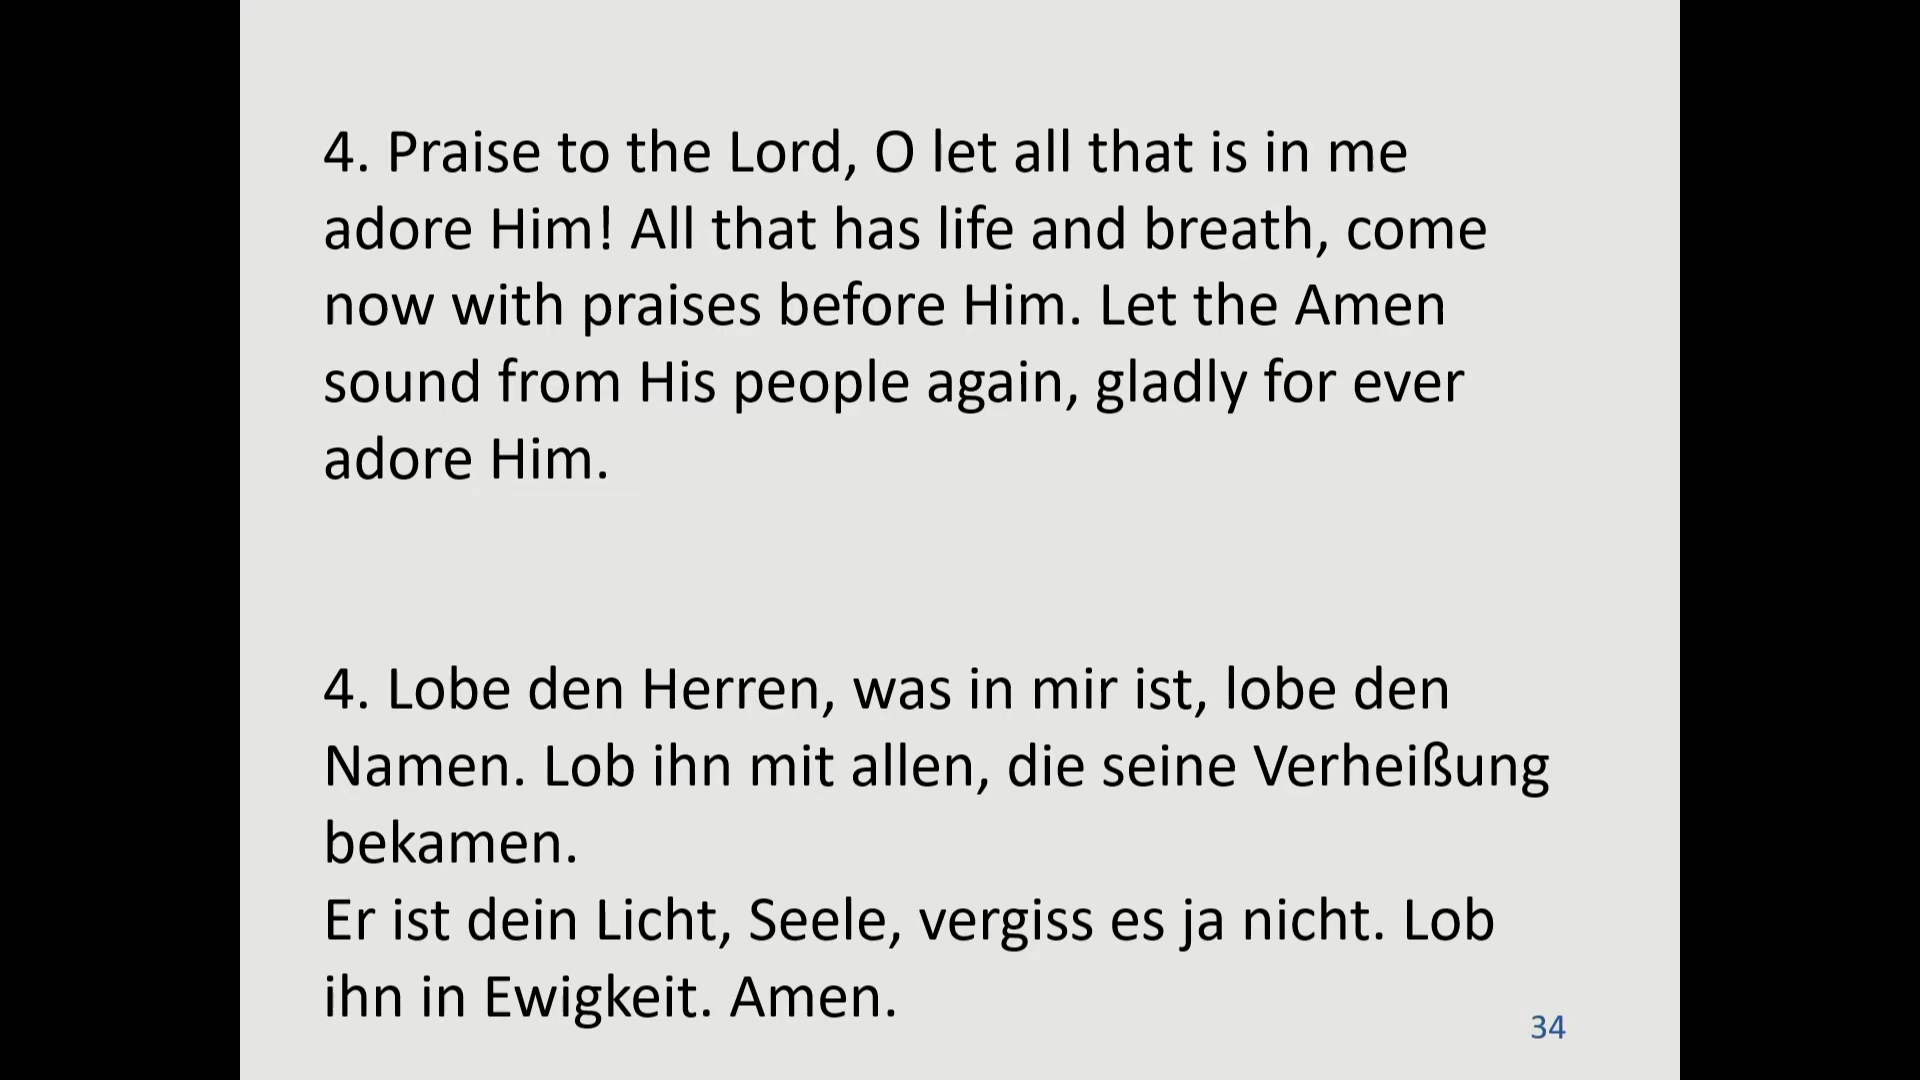 4. Praise to the Lord, O let all that is in me
adore Him! All that has life and breath, come
now with praises before Him. Let the Amen
sound from His people again, gladly for ever
adore Him.
4. Lobe den Herren, was in mir ist, lobe den
Namen. Lob ihn mit allen, die seine Verheißung
bekamen.
Er ist dein Licht, Seele, vergiss es ja nicht. Lob
ihn in Ewigkeit. Amen.
34